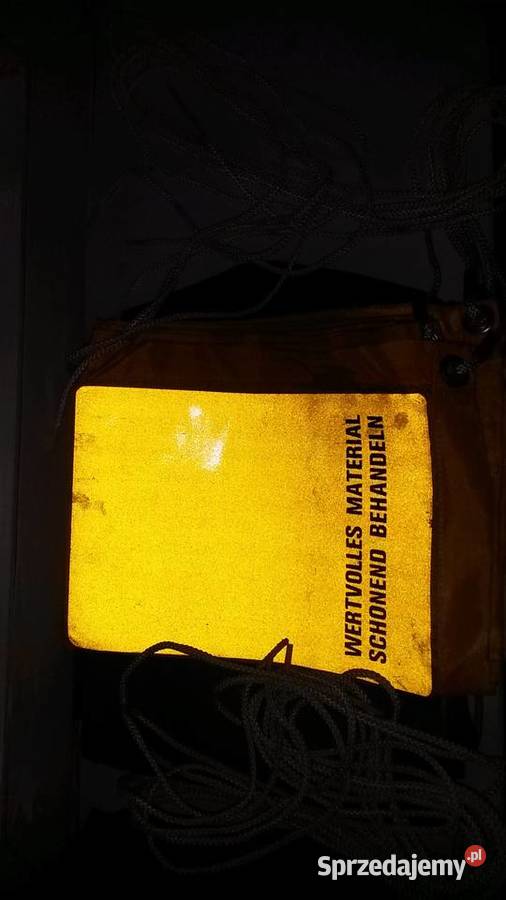 WERTVOLLES MATERIAL
SCHONEND BEHANDELN
Sprzedajemy.pl